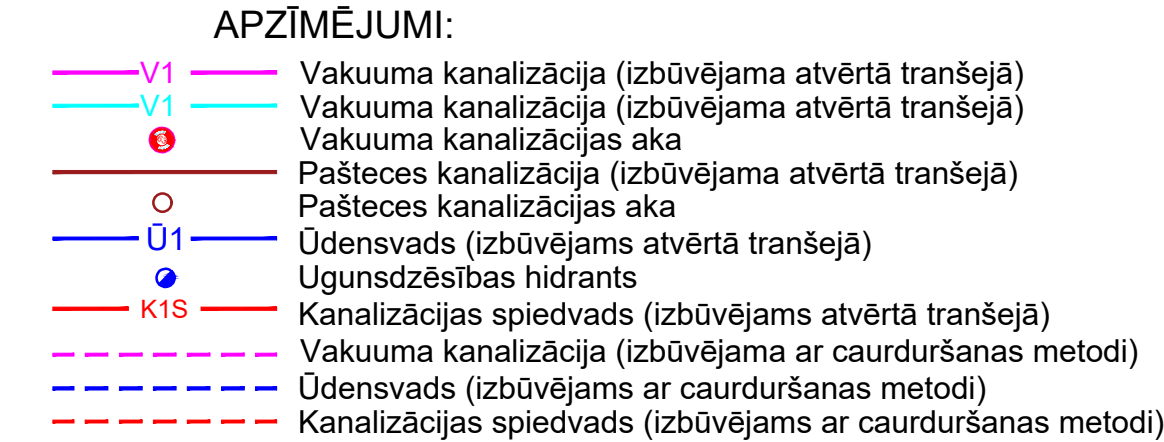 APZĪMĒJUMI:
V1 Vakuuma kanalizācija (izbūvējama atvērtā tranšejā)
V1 Vakuuma kanalizācija (izbūvējama atvērtā tranšejā)
Vakuuma kanalizācijas aka
Pašteces kanalizācija (izbūvējama atvērtā tranšejā)
Pašteces kanalizācijas aka
Ū1 Ūdensvads (izbūvējams atvērtā tranšejā)
Ugunsdzēsības hidrants
K1S Kanalizācijas spiedvads (izbūvējams atvērtā tranšejā)
Vakuuma kanalizācija (izbūvējama ar caurduršanas metodi)
Ūdensvads (izbūvējams ar caurduršanas metodi)
Kanalizācijas spiedvads (izbūvējams ar caurduršanas metodi)